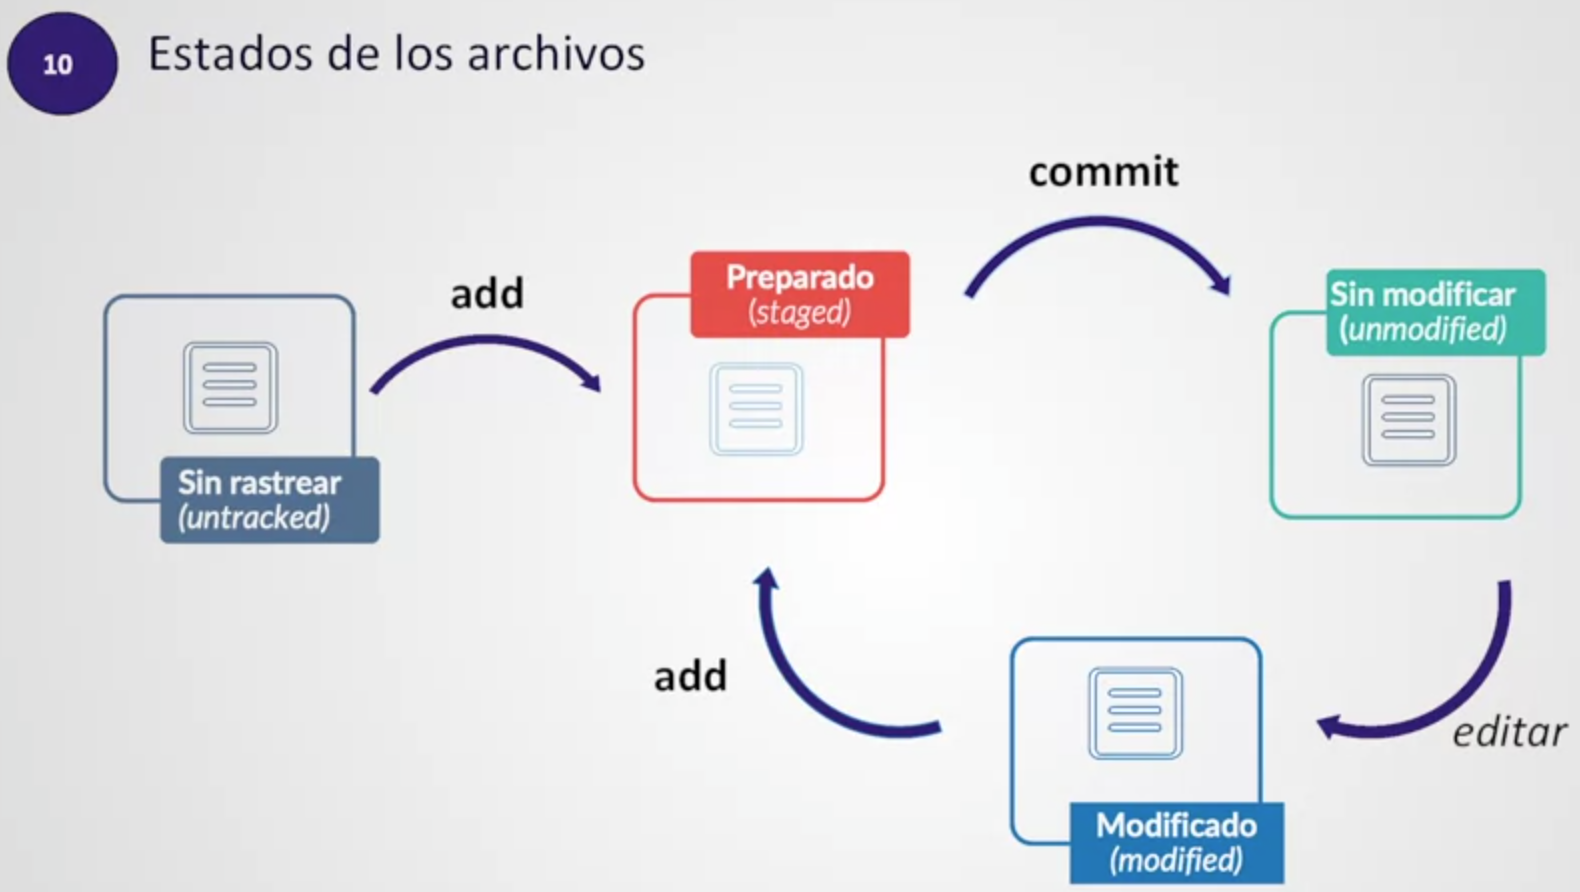 10
Estados de los archivos
commit
add
Preparado
(staged)
Sin modificar
(unmodified)
Sin rastrear
(untracked)
add
editar
Modificado
(modified)